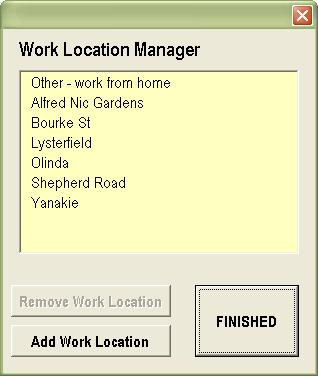 Work Location Manager
Other - work from home
Alfred Nic Gardens
Bourke St
Lysterfield
Olinda
Shepherd Road
Yanakie
Remove Work Location
Add Work Location
FINISHED